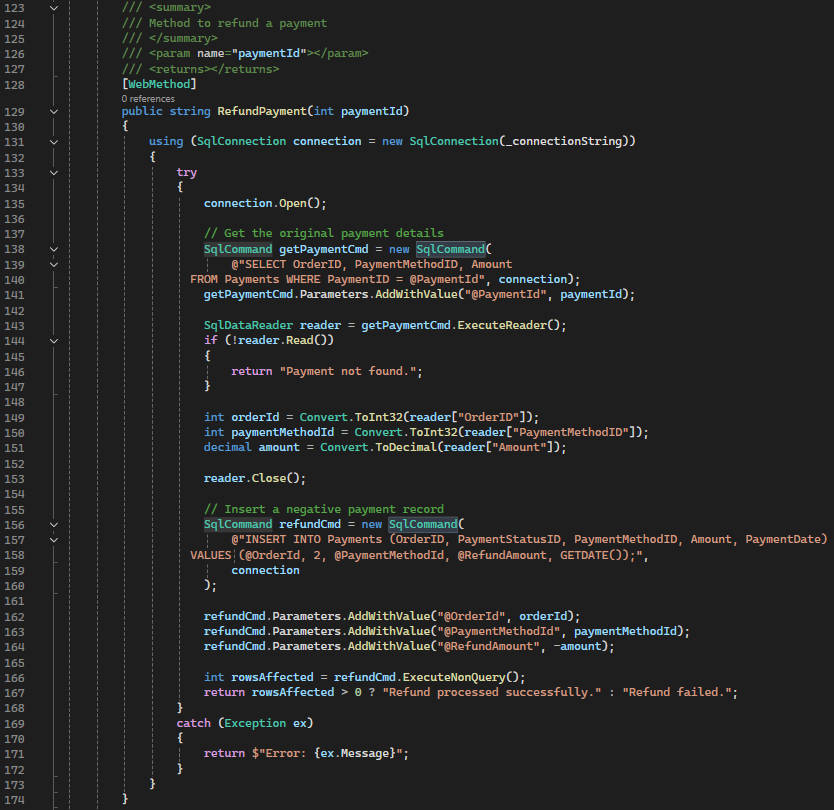 123 /// <summary>
124 /// Method to refund a payment
125 /// </summary>
126 /// <param name="paymentId"></param>
127 /// <returns></returns>
128 [WebMethod]
0 references
129 public string RefundPayment(int paymentId)
130 {
131 using (SqlConnection connection = new SqlConnection(_connectionString))
132 {
133 try
134 {
135 connection.Open();
136
137 // Get the original payment details
138 SqlCommand getPaymentCmd = new SqlCommand(
139 @"SELECT OrderID, PaymentMethodID, Amount
140 FROM Payments WHERE PaymentID = @PaymentId", connection);
141 getPaymentCmd.Parameters.AddWithValue("@PaymentId", paymentId);
142
143 SqlDataReader reader = getPaymentCmd.ExecuteReader();
144 if (!reader.Read())
145 {
146 return "Payment not found.";
147 }
148
149 int orderId = Convert.ToInt32(reader["OrderID"]);
150 int paymentMethodId = Convert.ToInt32(reader["PaymentMethodID"]);
151 decimal amount = Convert.ToDecimal(reader["Amount"]);
152
153 reader.Close();
154
155 // Insert a negative payment record
156 SqlCommand refundCmd = new SqlCommand(
157 @"INSERT INTO Payments (OrderID, PaymentStatusID, PaymentMethodID, Amount, PaymentDate)
158 VALUES (@OrderId, 2, @PaymentMethodId, @RefundAmount, GETDATE());",
159 connection
160 );
161
162 refundCmd.Parameters.AddWithValue("@OrderId", orderId);
163 refundCmd.Parameters.AddWithValue("@PaymentMethodId", paymentMethodId);
164 refundCmd.Parameters.AddWithValue("@RefundAmount", -amount);
165
166 int rowsAffected = refundCmd.ExecuteNonQuery();
167 return rowsAffected > 0 ? "Refund processed successfully." : "Refund failed.";
168 }
169 catch (Exception ex)
170 {
171 return $"Error: {ex.Message}";
172 }
173 }
174 }